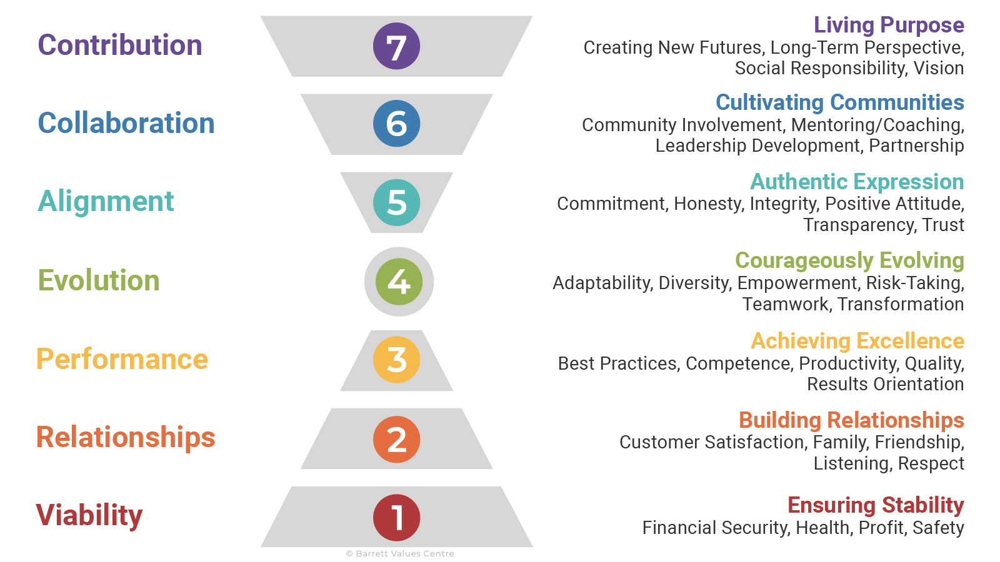 Contribution
7
Living Purpose
Creating New Futures, Long-Term Perspective,
Social Responsibility, Vision
Collaboration
6
Cultivating Communities
Community Involvement, Mentoring/Coaching,
Leadership Development, Partnership
Alignment
5
Authentic Expression
Commitment, Honesty, Integrity, Positive Attitude,
Transparency, Trust
Evolution
4
Courageously Evolving
Adaptability, Diversity, Empowerment, Risk-Taking,
Teamwork, Transformation
Performance
3
Achieving Excellence
Best Practices, Competence, Productivity, Quality,
Results Orientation
Relationships
2
Building Relationships
Customer Satisfaction, Family, Friendship,
Listening, Respect
Viability
1
Ensuring Stability
Financial Security, Health, Profit, Safety
© Barrett Values Centre